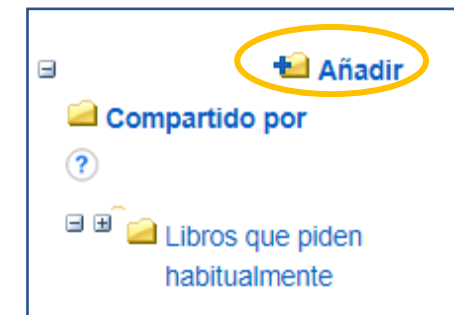 Añadir
Compartido por
?
Libros que piden
habitualmente